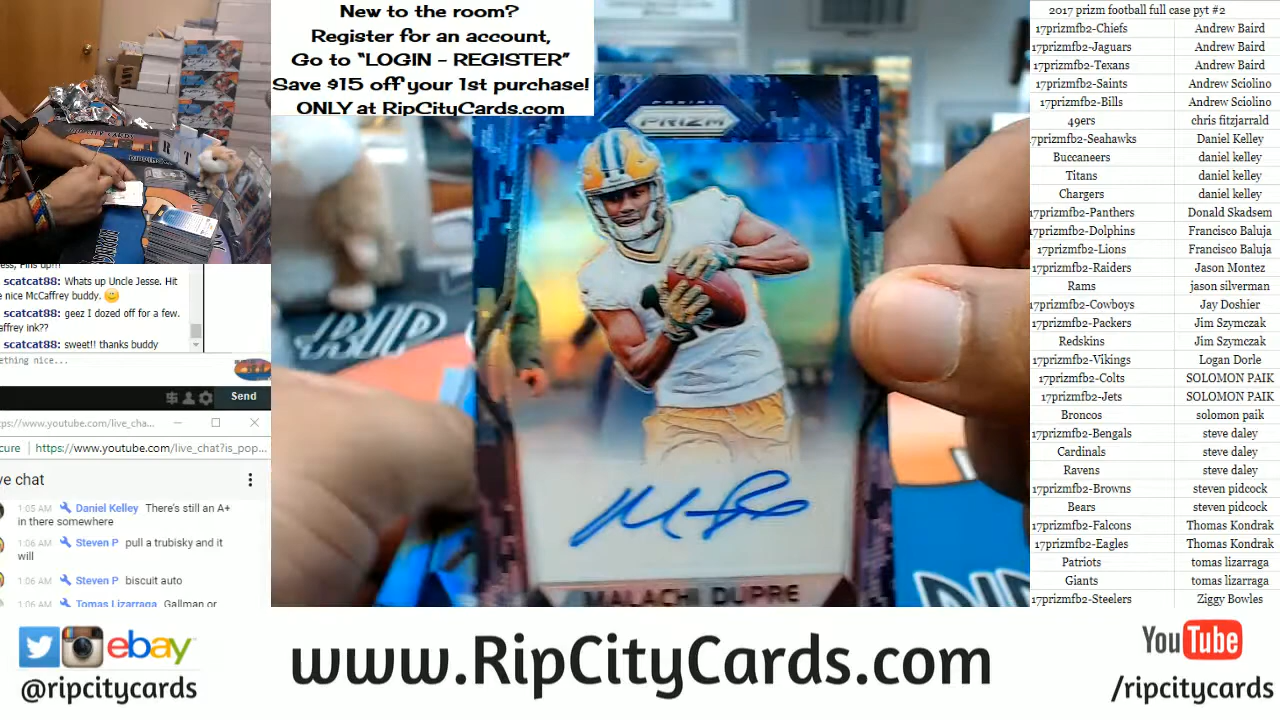 New to the room?
Register for an account,
Go to "LOGIN - REGISTER"
Save $15 off your 1st purchase!
ONLY at RipCityCards.com
PRIZM
MALACHI DUPRE
scatcat88: Whats up Uncle Jesse. Hit
nice McCaffrey buddy.
scatcat88: geez I dozed off for a few.
ink??
scatcat88: sweet!! thanks buddy
nice...
Send
https://www.youtube.com/live_chat?is_pop...
chat
1:05 AM Daniel Kelley There's still an A+
in there somewhere
1:06 AM Steven P pull a trubisky and it
will
1:06 AM Steven P biscuit auto
1:06 AM Tomas Lizarraga Gallman or
2017 prizm football full case pyt #2
17prizmfb2-Chiefs Andrew Baird
17prizmfb2-Jaguars Andrew Baird
17prizmfb2-Texans Andrew Baird
17prizmfb2-Saints Andrew Sciolino
17prizmfb2-Bills Andrew Sciolino
49ers chris fitzjarrald
17prizmfb2-Seahawks Daniel Kelley
Buccaneers daniel kelley
Titans daniel kelley
Chargers daniel kelley
17prizmfb2-Panthers Donald Skadsem
17prizmfb2-Dolphins Francisco Baluja
17prizmfb2-Lions Francisco Baluja
17prizmfb2-Raiders Jason Montez
Rams jason silverman
17prizmfb2-Cowboys Jay Doshier
17prizmfb2-Packers Jim Szymczak
Redskins Jim Szymczak
17prizmfb2-Vikings Logan Dorle
17prizmfb2-Colts SOLOMON PAIK
17prizmfb2-Jets SOLOMON PAIK
Broncos solomon paik
17prizmfb2-Bengals steve daley
Cardinals steve daley
Ravens steve daley
17prizmfb2-Browns steven pidcock
Bears steven pidcock
17prizmfb2-Falcons Thomas Kondrak
17prizmfb2-Eagles Thomas Kondrak
Patriots tomas lizarraga
Giants tomas lizarraga
17prizmfb2-Steelers Ziggy Bowles
ebay
@ripcitycards
www.RipCityCards.com
YouTube
/ripcitycards